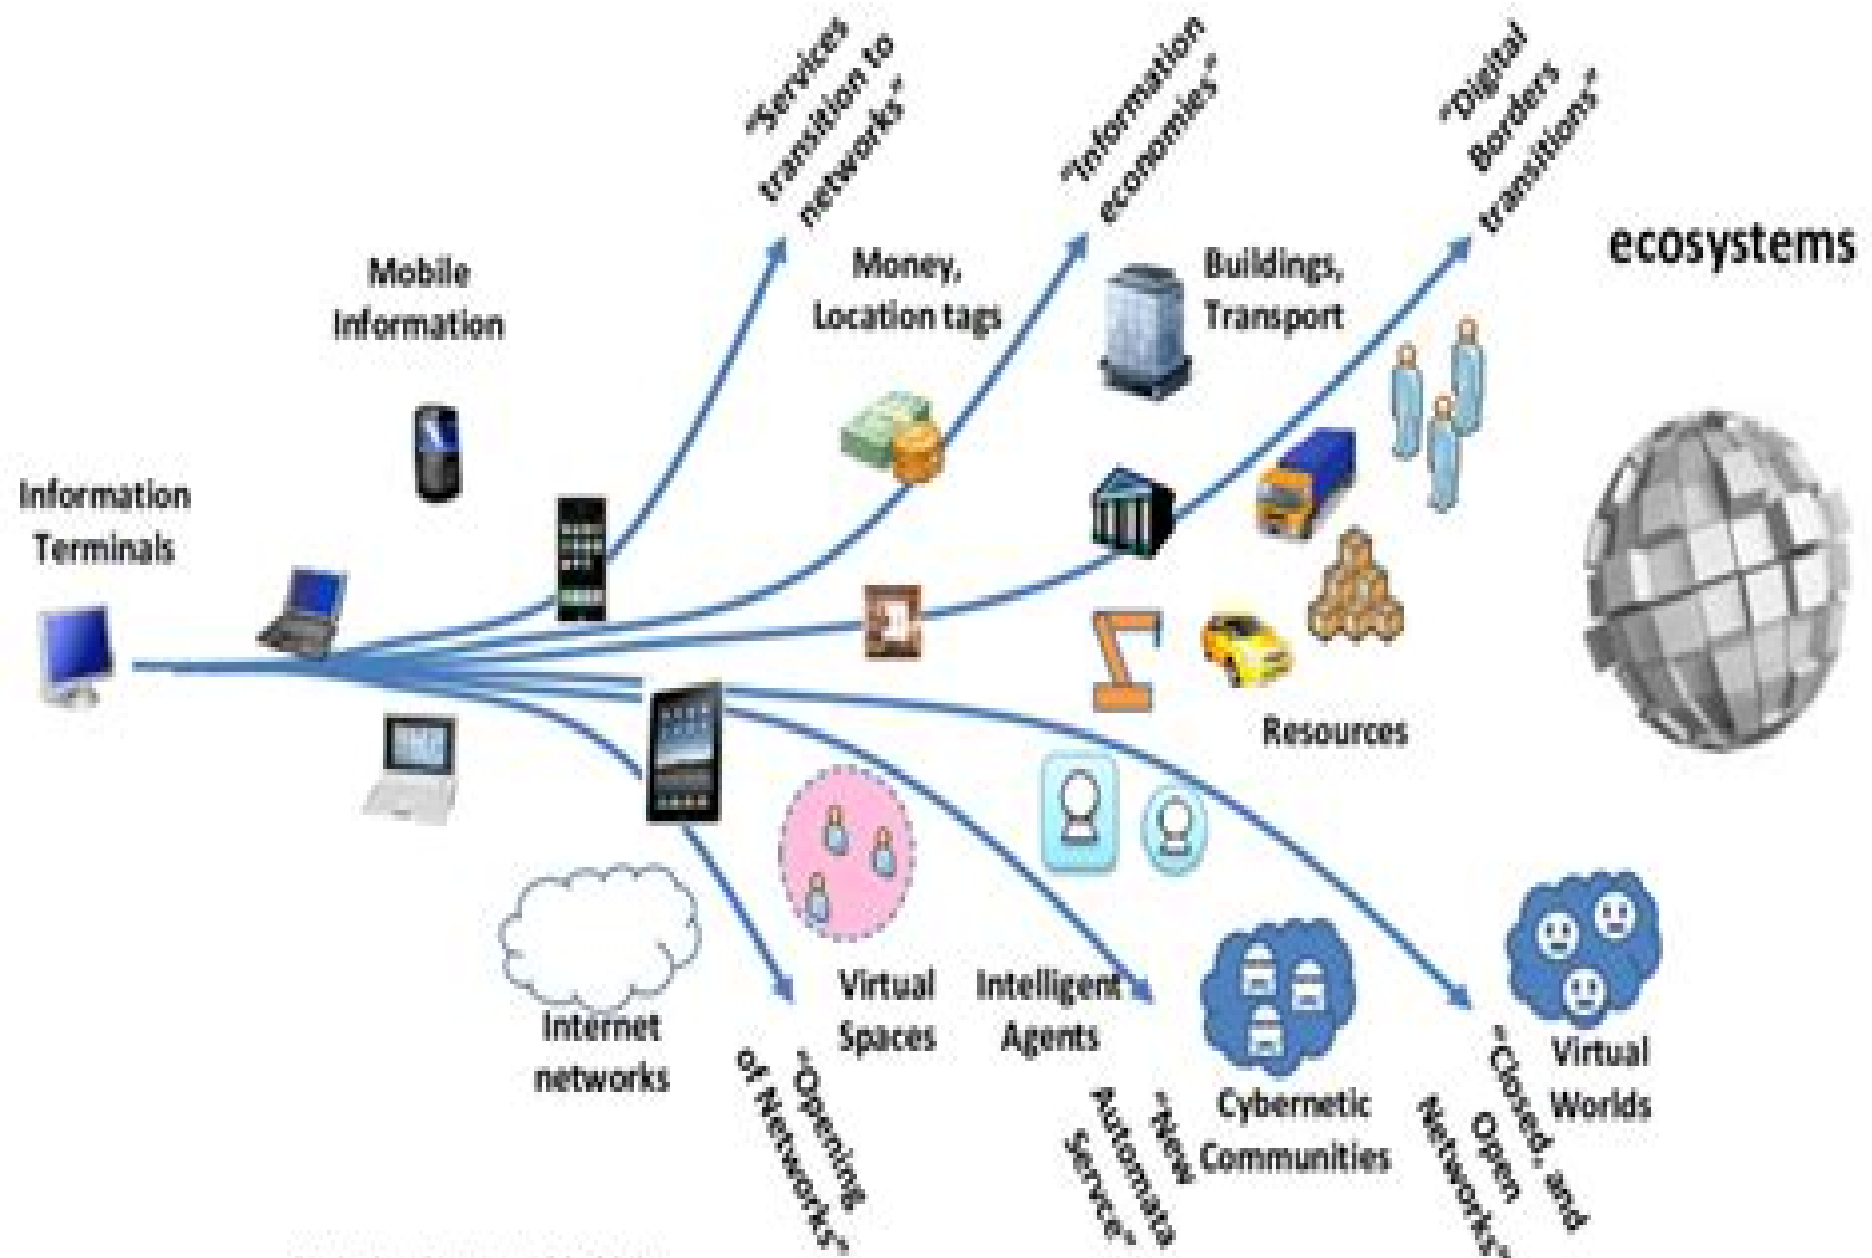 “Services
transition to
networks”
“Information
economies”
“Digital
Borders
transitions”
ecosystems
Mobile
Information
Money,
Location tags
Buildings,
Transport
Information
Terminals
Resources
Internet
networks
Virtual
Spaces
Intelligent
Agents
Cybernetic
Communities
Virtual
Worlds
“Opening
of Networks”
“New
Automata
Servce”
“Closed, and
Open
Networks”